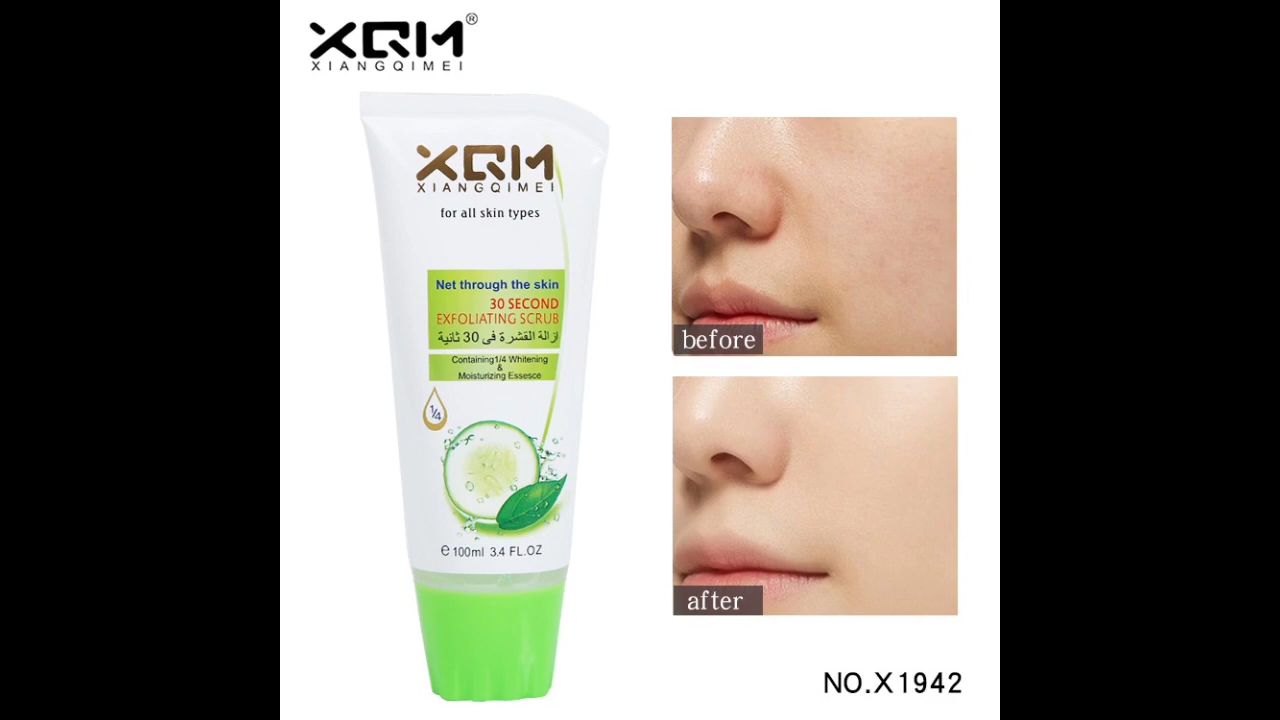 XQM®
XIANGQIMEI
XQM
XIANGQIMEI
for all skin types
Net through the skin
30 SECOND
EXFOLIATING SCRUB
ازالة القشرة فى 30 ثانية
Containing1/4 Whitening
&
Moisturizing Essesce
1/4
e 100ml 3.4 FL.OZ
before
after
NO.X1942